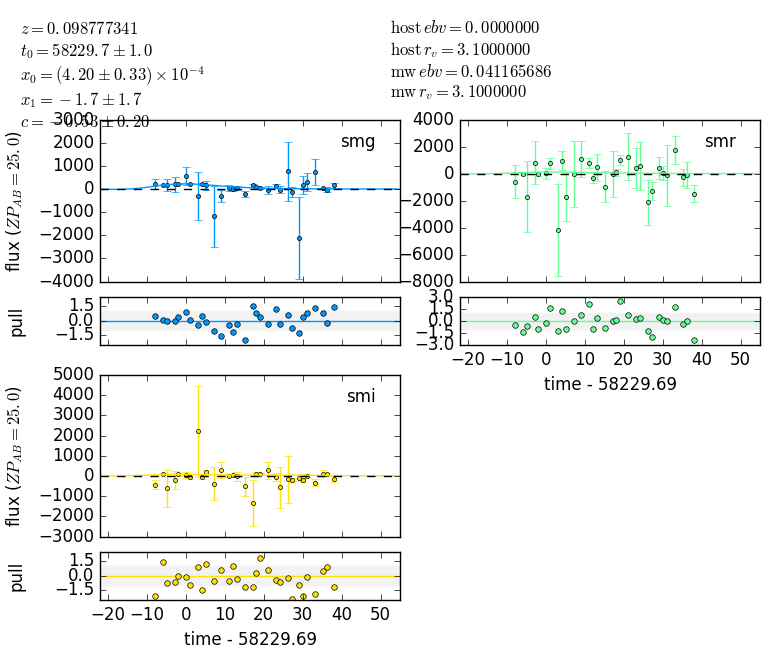 z = 0.098777341
t0 = 58229.7 ± 1.0
x0 = (4.20 ± 0.33) × 10^-4
x1 = −1.7 ± 1.7
c = −0.53 ± 0.20
host ebv = 0.0000000
host r_v = 3.1000000
mw ebv = 0.041165686
mw r_v = 3.1000000
3000
2000
1000
0
−1000
−2000
−3000
−4000
flux (ZP_AB = 25.0)
smg
1.5
0.0
−1.5
pull
4000
2000
0
−2000
−4000
−6000
−8000
smr
3.0
1.5
0.0
−1.5
−3.0
−20 −10 0 10 20 30 40 50
time - 58229.69
5000
4000
3000
2000
1000
0
−1000
−2000
−3000
flux (ZP_AB = 25.0)
smi
1.5
0.0
−1.5
pull
−20 −10 0 10 20 30 40 50
time - 58229.69